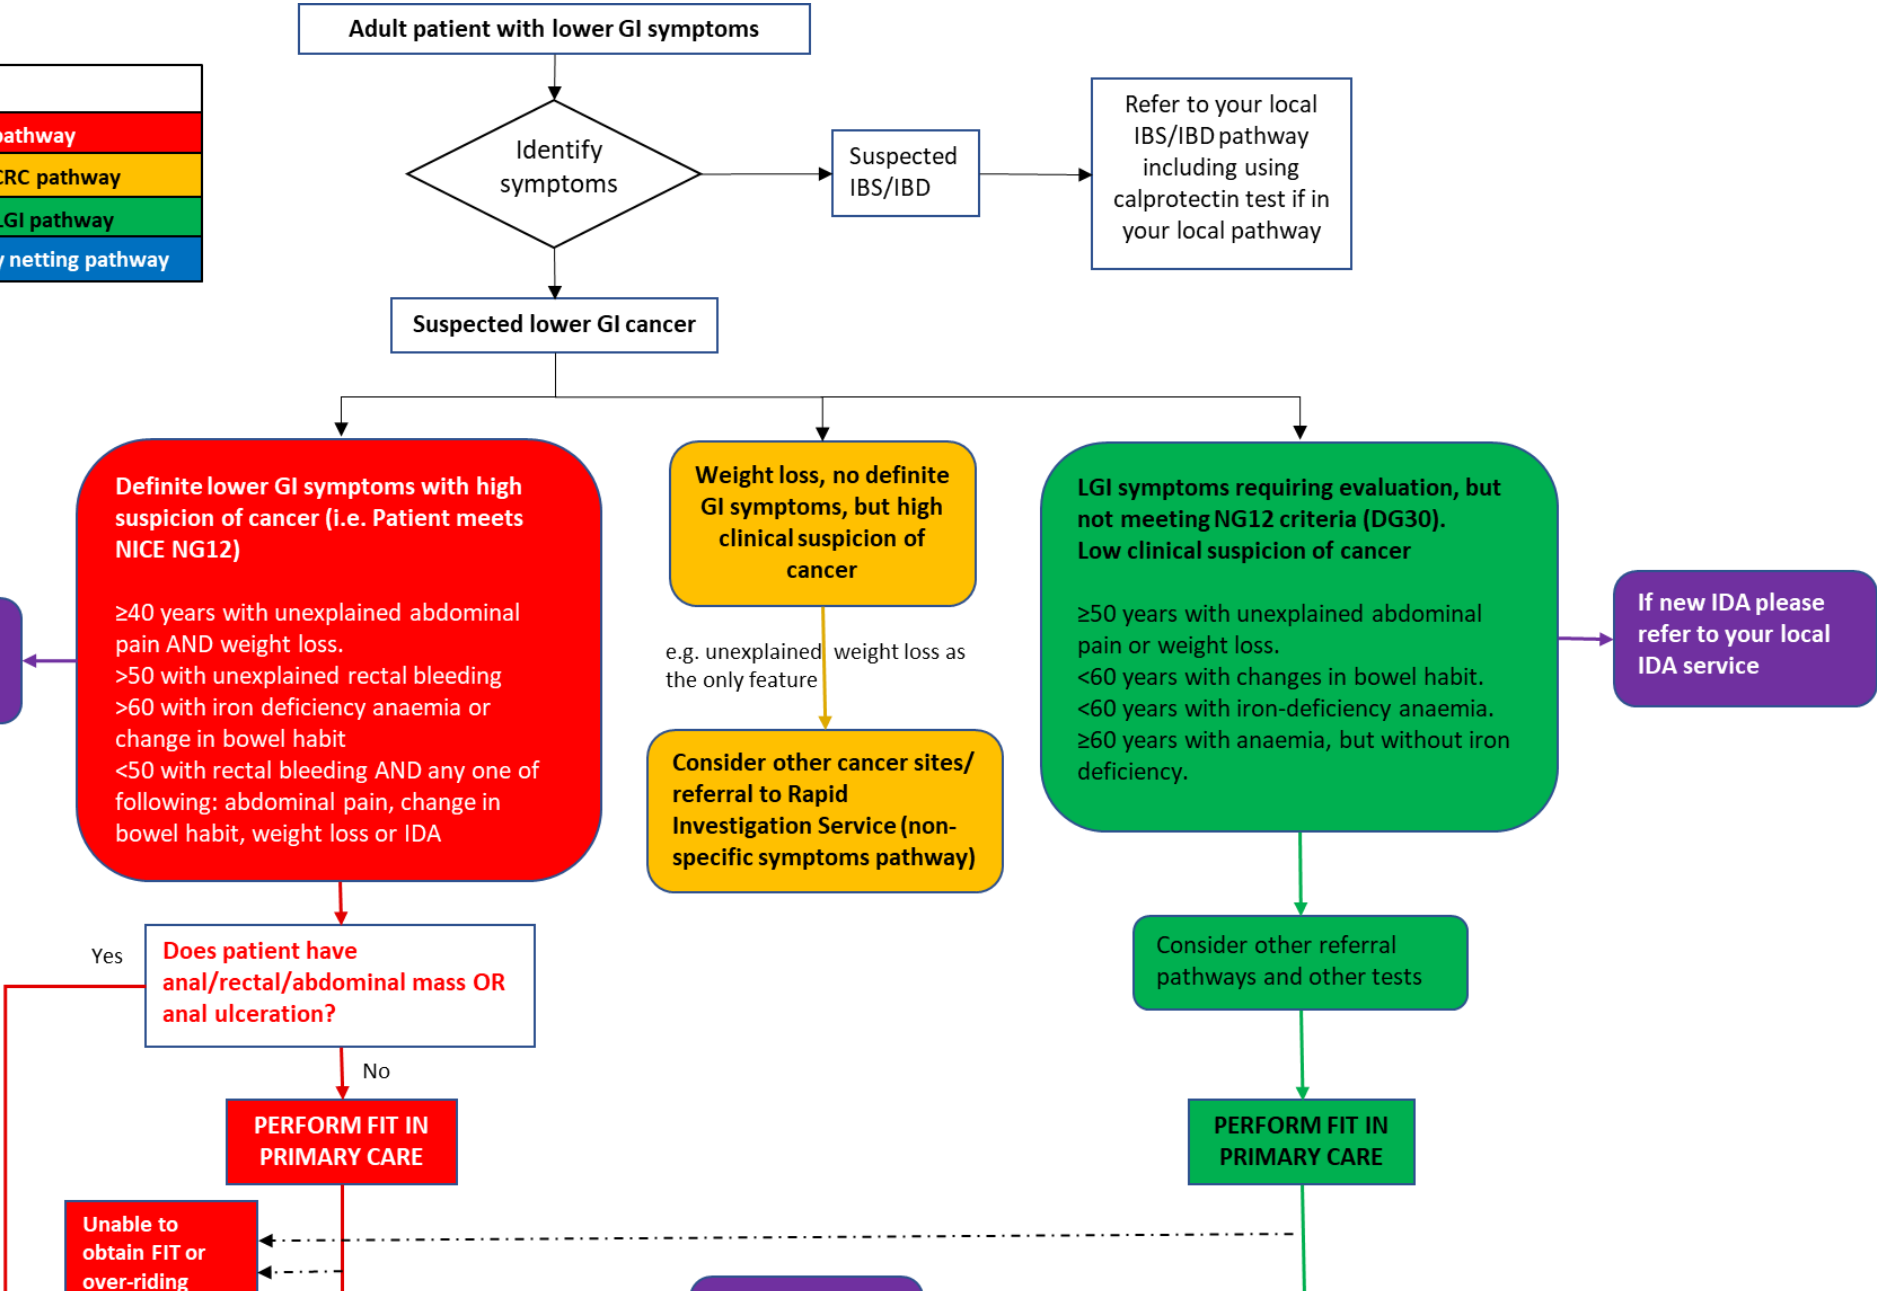 Adult patient with lower GI symptoms
pathway
CRC pathway
LGI pathway
netting pathway
Identify
symptoms
Suspected
IBS/IBD
Refer to your local
IBS/IBD pathway
including using
calprotectin test if in
your local pathway
Suspected lower GI cancer
Definite lower GI symptoms with high
suspicion of cancer (i.e. Patient meets
NICE NG12)
≥40 years with unexplained abdominal
pain AND weight loss.
>50 with unexplained rectal bleeding
>60 with iron deficiency anaemia or
change in bowel habit
<50 with rectal bleeding AND any one of
following: abdominal pain, change in
bowel habit, weight loss or IDA
Weight loss, no definite
GI symptoms, but high
clinical suspicion of
cancer
e.g. unexplained weight loss as
the only feature
Consider other cancer sites/
referral to Rapid
Investigation Service (non-
specific symptoms pathway)
LGI symptoms requiring evaluation, but
not meeting NG12 criteria (DG30).
Low clinical suspicion of cancer
≥50 years with unexplained abdominal
pain or weight loss.
<60 years with changes in bowel habit.
<60 years with iron-deficiency anaemia.
≥60 years with anaemia, but without iron
deficiency.
If new IDA please
refer to your local
IDA service
Yes
Does patient have
anal/rectal/abdominal mass OR
anal ulceration?
No
Consider other referral
pathways and other tests
PERFORM FIT IN
PRIMARY CARE
PERFORM FIT IN
PRIMARY CARE
Unable to
obtain FIT or
over-riding